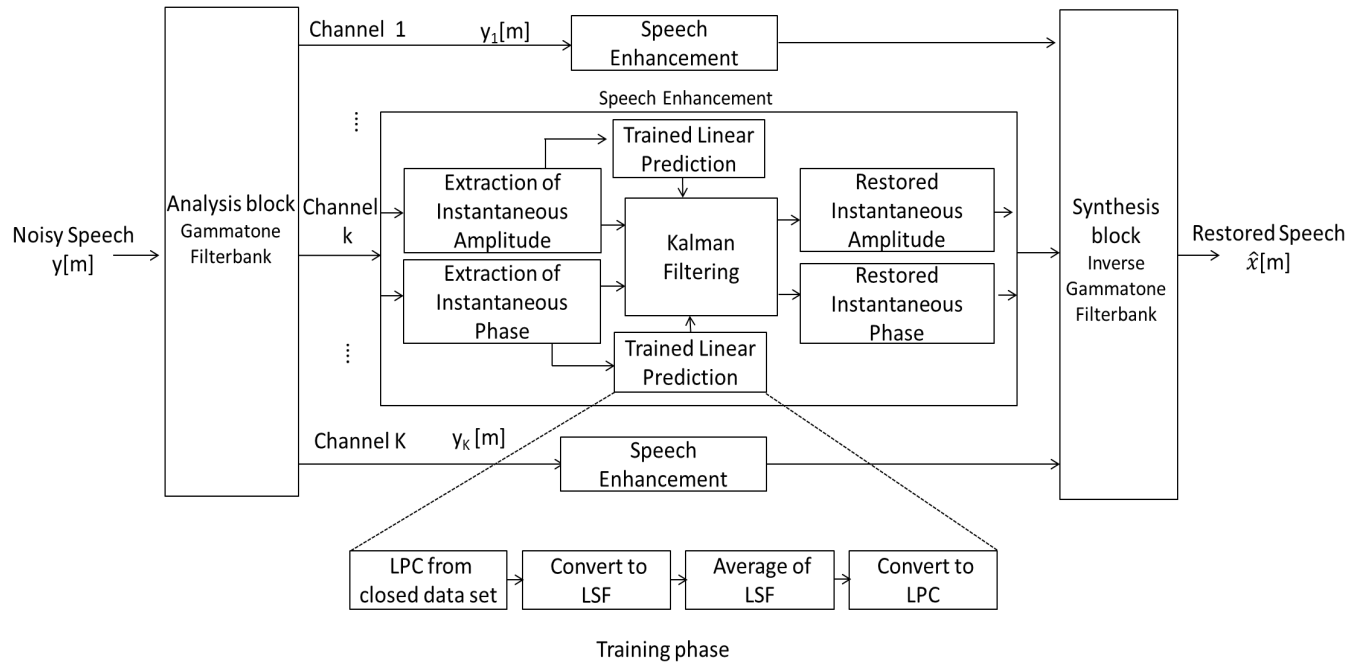 Noisy Speech
y[m]
Analysis block
Gammatone
Filterbank
Channel 1
y₁[m]
Speech
Enhancement
Speech Enhancement
Channel
k
Extraction of
Instantaneous
Amplitude
Extraction of
Instantaneous
Phase
Trained Linear
Prediction
Kalman
Filtering
Trained Linear
Prediction
Restored
Instantaneous
Amplitude
Restored
Instantaneous
Phase
Channel K
y_K [m]
Speech
Enhancement
Synthesis
block
Inverse
Gammatone
Filterbank
Restored Speech
x̂[m]
LPC from
closed data set
Convert to
LSF
Average of
LSF
Convert to
LPC
Training phase